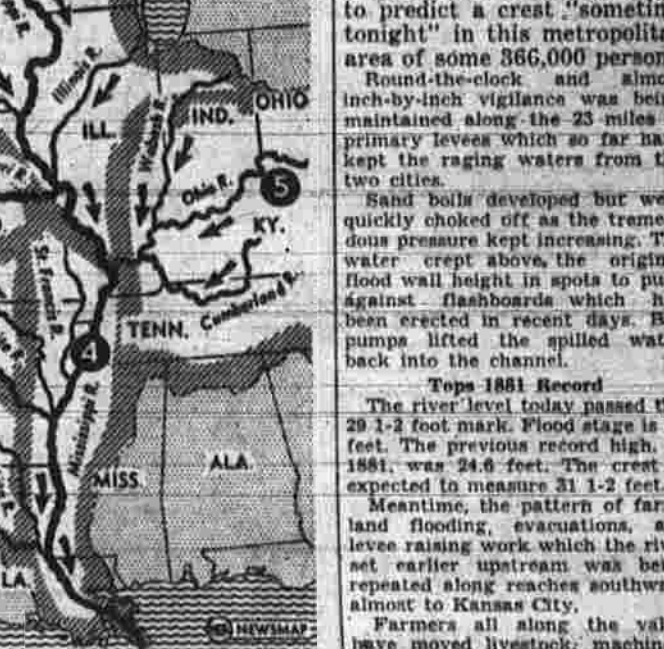 Illinois R.
OHIO
IND.
ILL.
Wabash R.
Ohio R.
5
KY.
St. Francis R.
Cumberland R.
TENN.
4
Mississippi R.
MISS.
ALA.
LA.
NEWSMAP
to predict a crest "sometim
tonight" in this metropolita
area of some 366,000 person
Round-the-clock and almo
inch-by-inch vigilance was bein
maintained along the 23 miles
primary levees which so far ha
kept the raging waters from t
two cities.
Sand boils developed but we
quickly choked off as the treme
dous pressure kept increasing. T
water crept above the origin
flood wall height in spots to pu
against flashboards which h
been erected in recent days. B
pumps lifted the spilled wat
back into the channel.
Tops 1881 Record
The river level today passed t
29 1-2 foot mark. Flood stage is
feet. The previous record high,
1881, was 24.6 feet. The crest
expected to measure 31 1-2 feet.
Meantime, the pattern of far
land flooding, evacuations, a
levee raising work which the riv
set earlier upstream was bei
repeated along reaches southw
almost to Kansas City.
Farmers all along the val
have moved livestock, machin